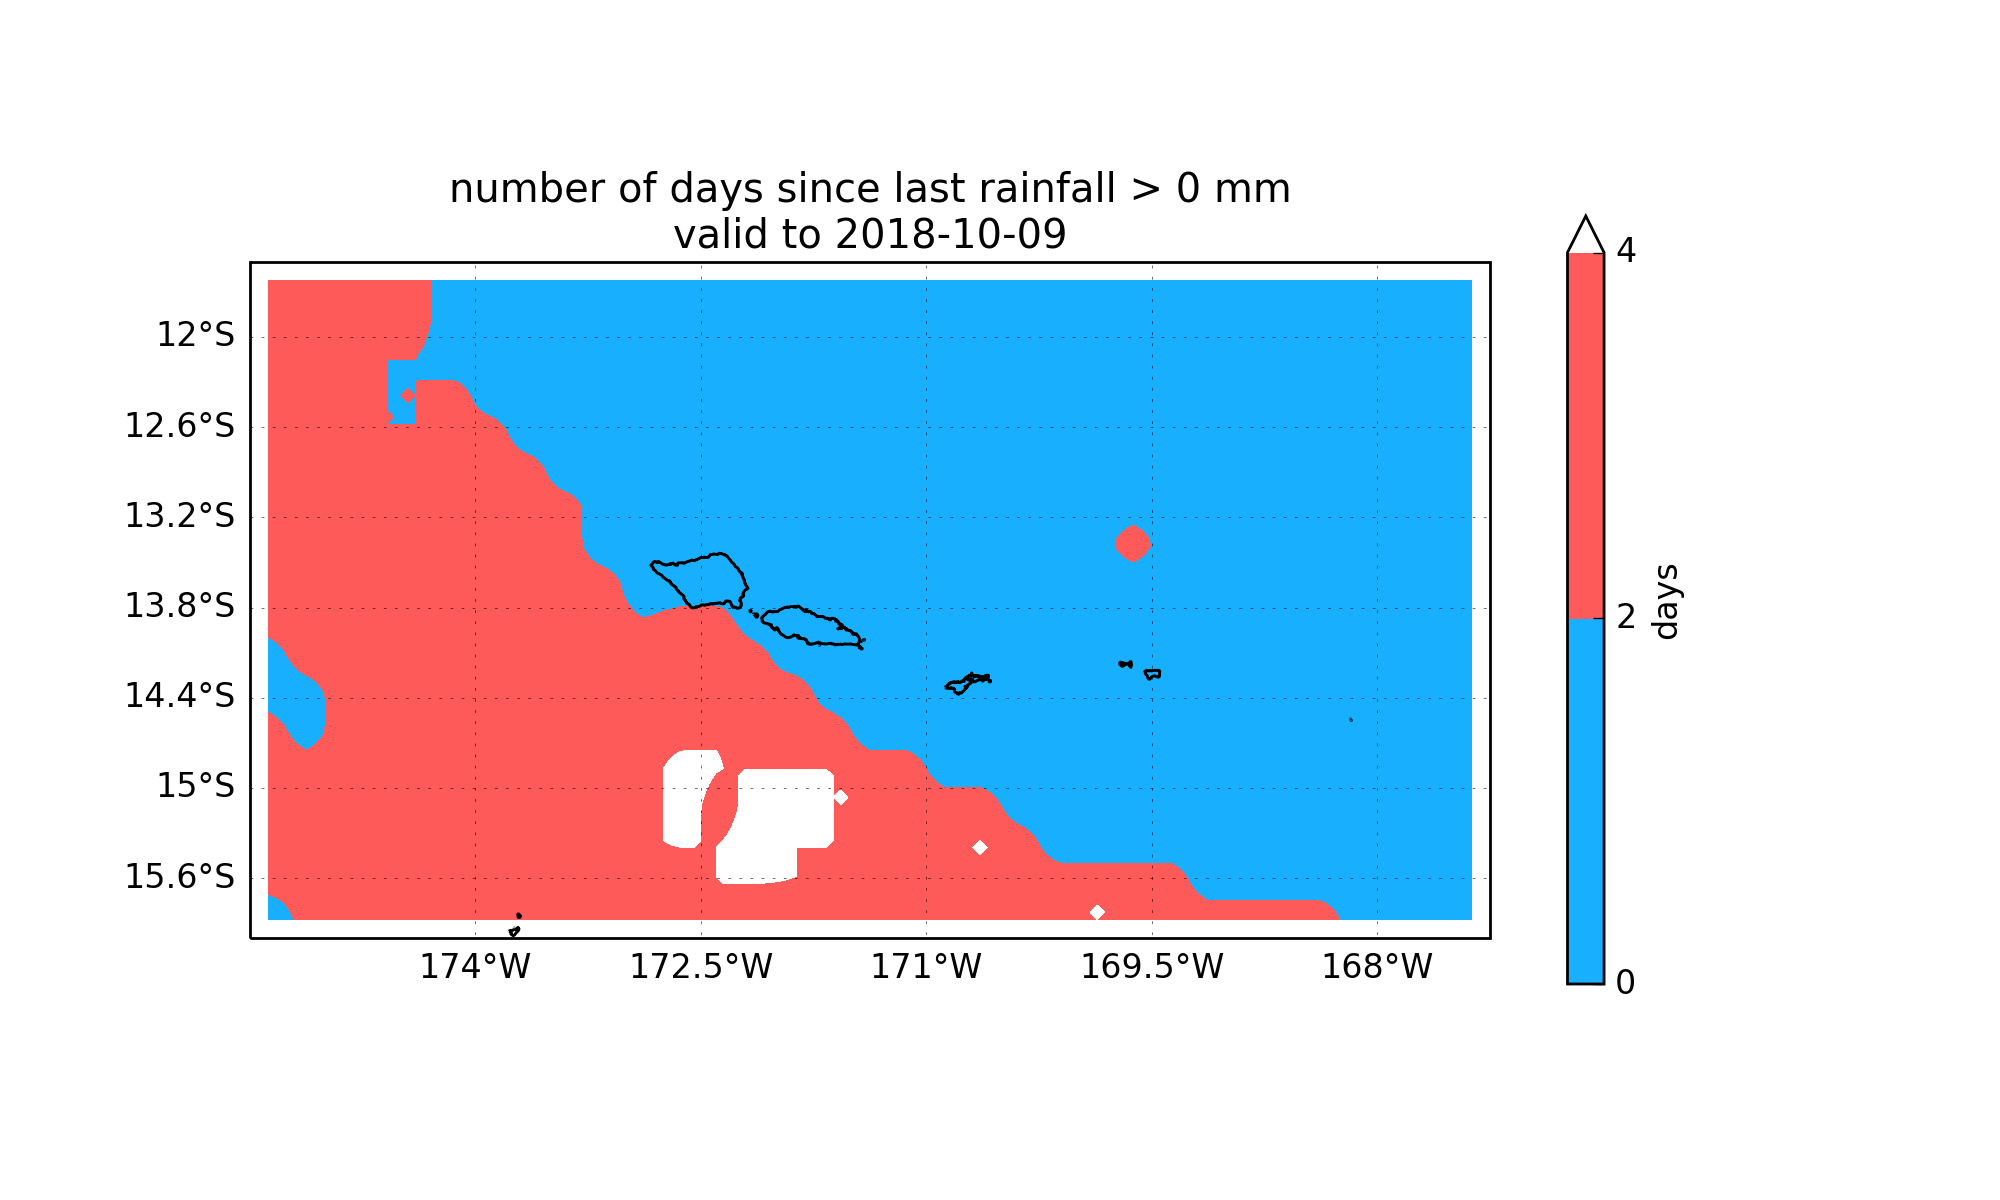 number of days since last rainfall > 0 mm
valid to 2018-10-09
4
12°S
12.6°S
13.2°S
13.8°S
2
days
14.4°S
15°S
15.6°S
174°W 172.5°W 171°W 169.5°W 168°W
0